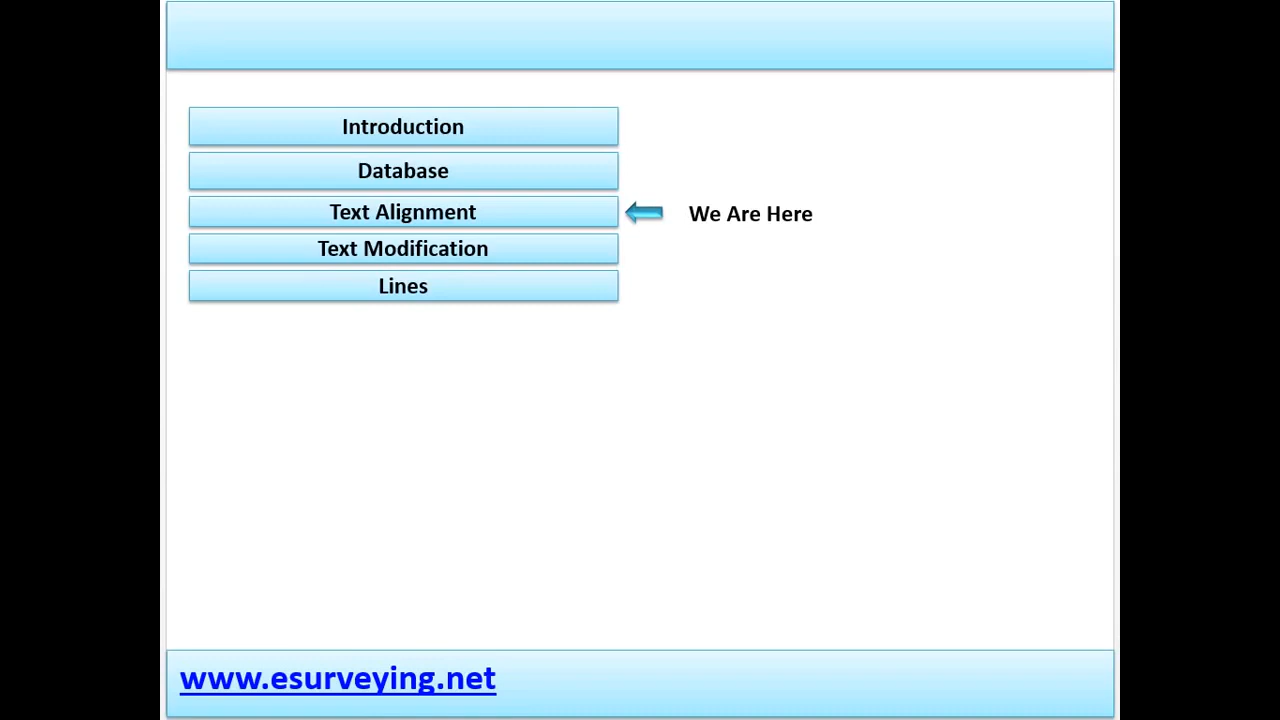 Introduction
Database
Text Alignment
We Are Here
Text Modification
Lines
www.esurveying.net